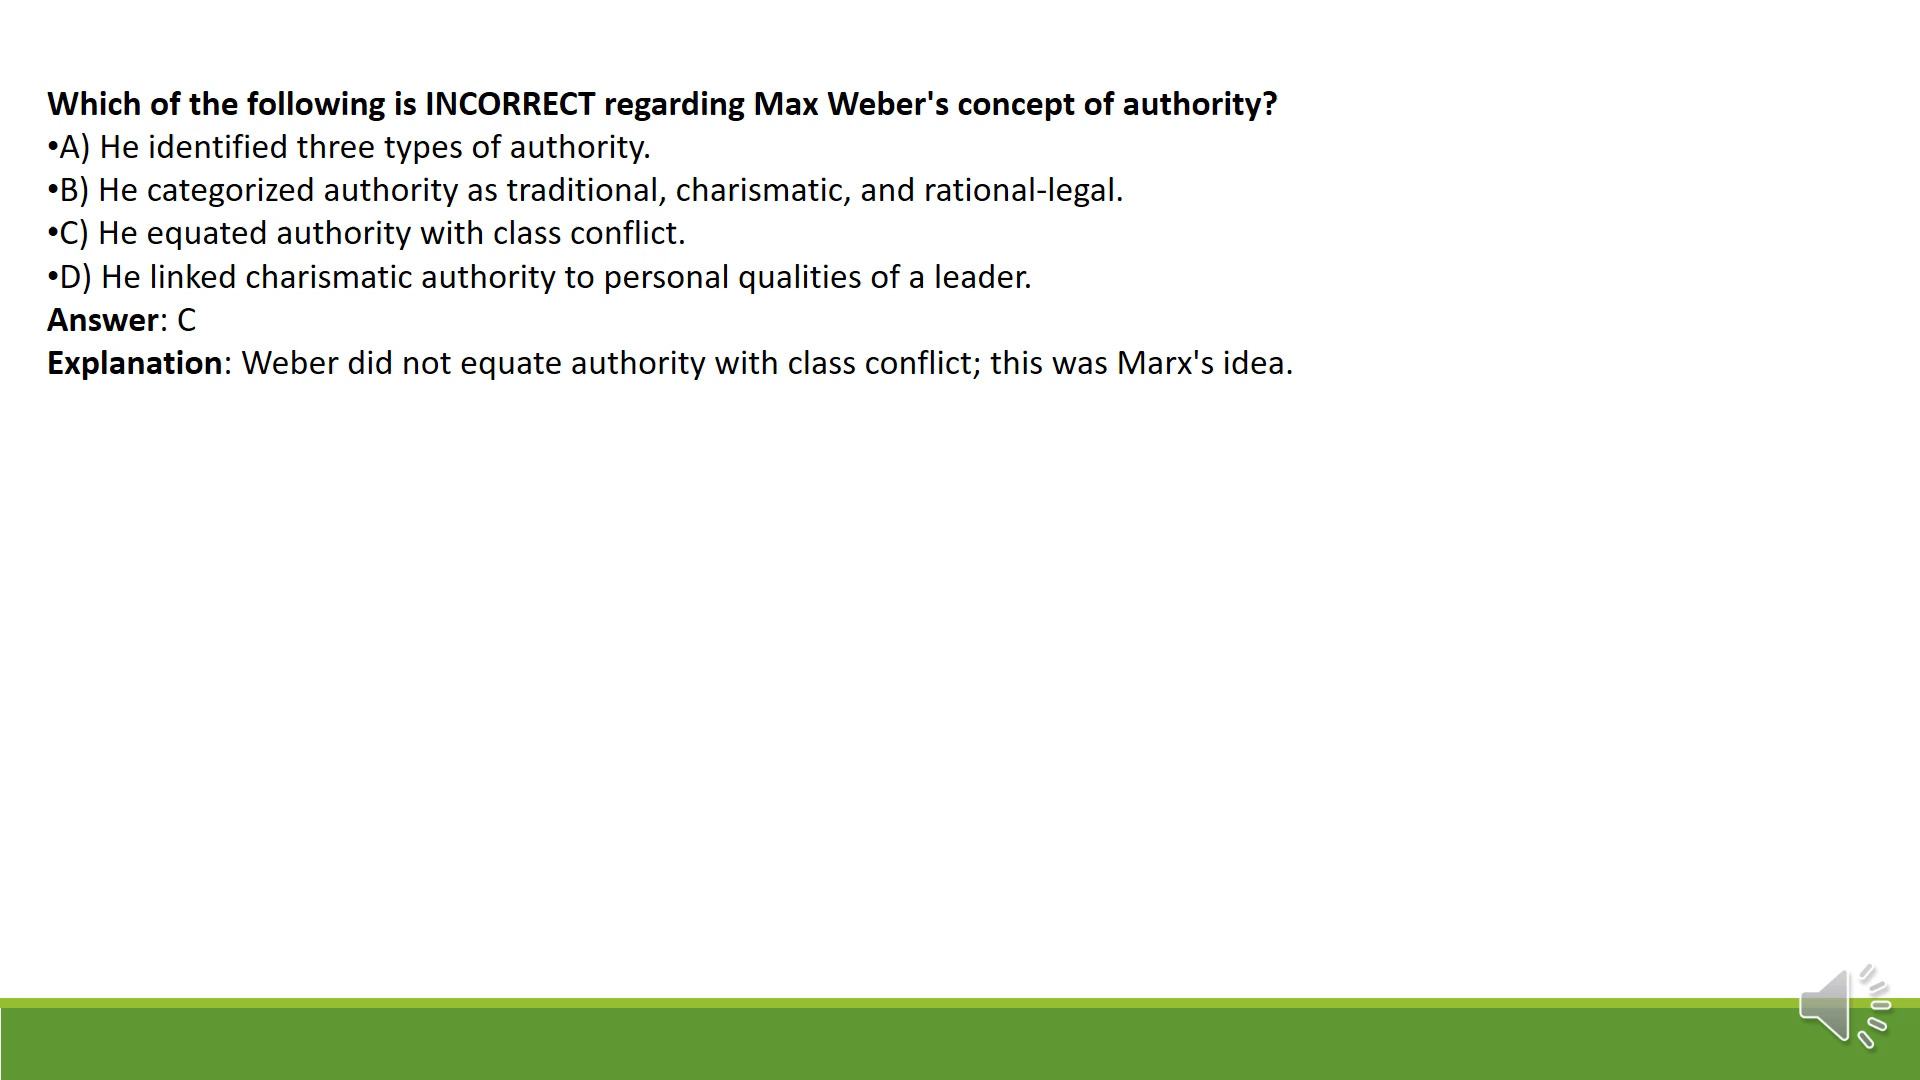 Which of the following is INCORRECT regarding Max Weber's concept of authority?
•A) He identified three types of authority.
•B) He categorized authority as traditional, charismatic, and rational-legal.
•C) He equated authority with class conflict.
•D) He linked charismatic authority to personal qualities of a leader.
Answer: C
Explanation: Weber did not equate authority with class conflict; this was Marx's idea.